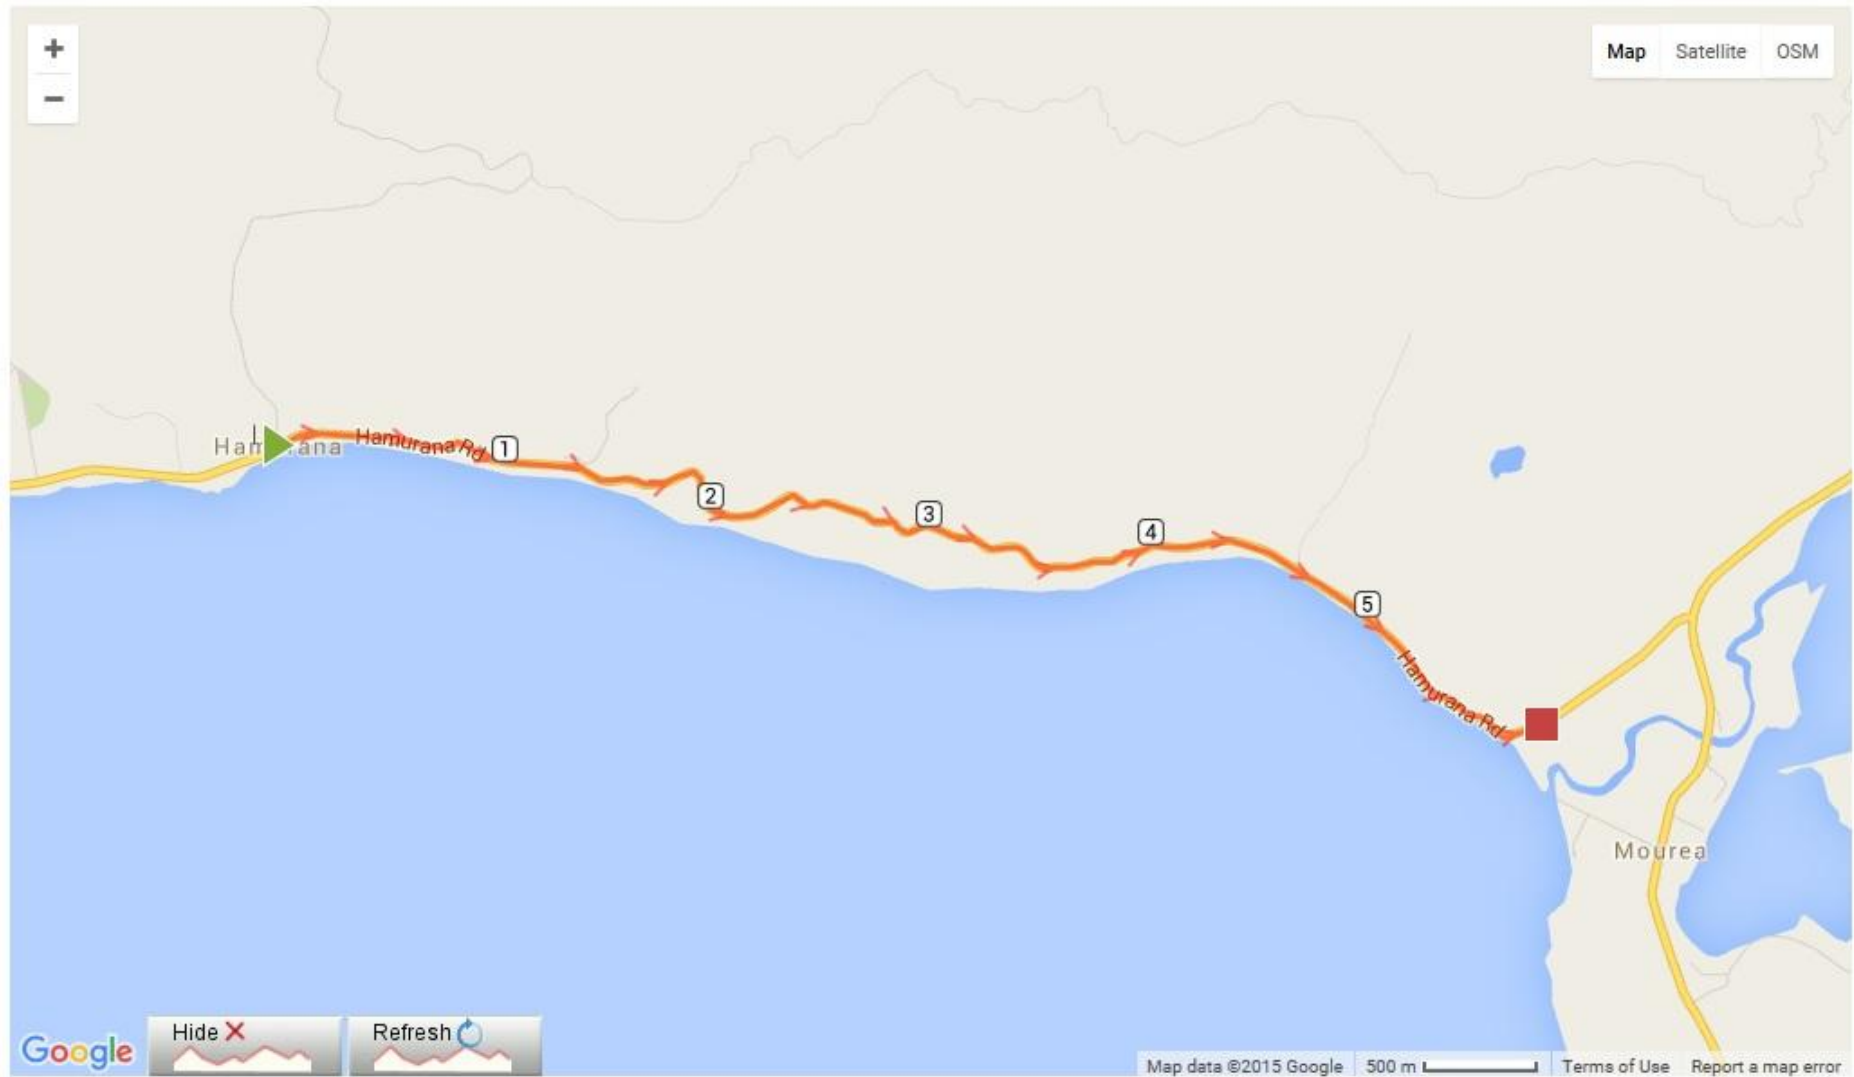 +
Map Satellite OSM
−
Hamurana
Hamurana Rd
1
2
3
4
5
Hamurana Rd
Mourea
Hide
Refresh
Google
Map data ©2015 Google 500 m Terms of Use Report a map error